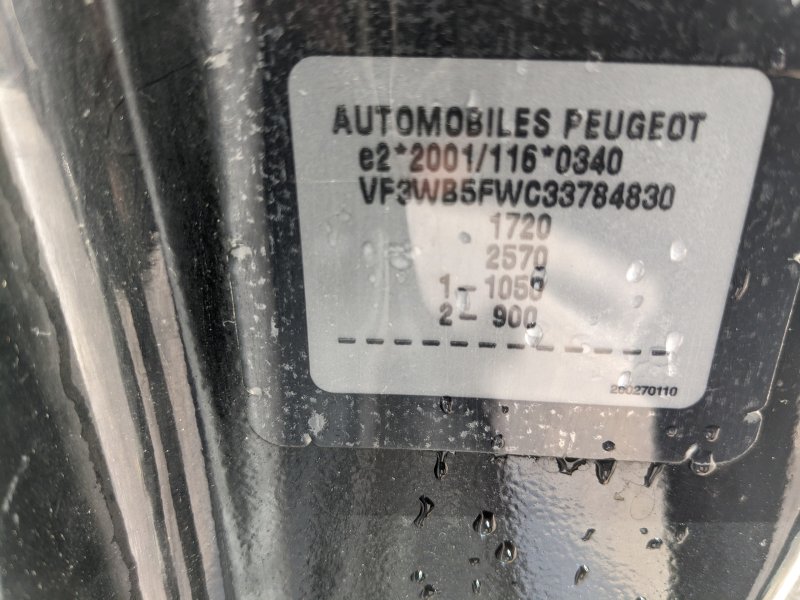 AUTOMOBILES PEUGEOT
e2*2001/116*0340
VF3WB5FWC33784830
1720
2570
1- 1050
2- 900
------------
280270110